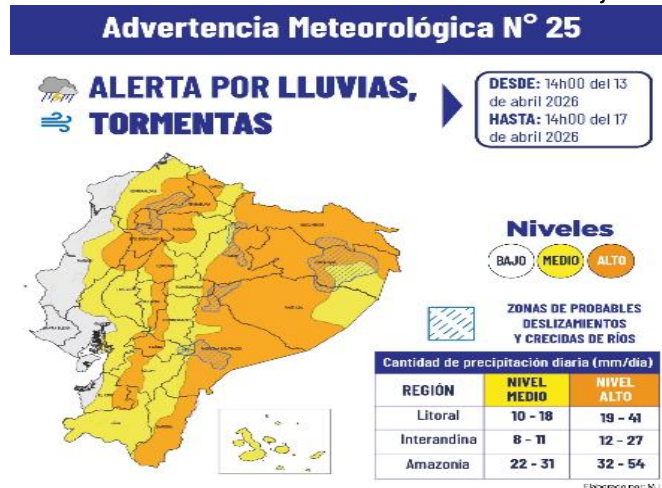 Advertencia Meteorológica N° 25
ALERTA POR LLUVIAS,
TORMENTAS
DESDE: 14h00 del 13
de abril 2026
HASTA: 14h00 del 17
de abril 2026
Niveles
BAJO MEDIO ALTO
ZONAS DE PROBABLES
DESLIZAMIENTOS
Y CRECIDAS DE RÍOS
Cantidad de precipitación diaria (mm/día)
REGIÓN NIVEL MEDIO NIVEL ALTO
Litoral 10 - 18 19 - 41
Interandina 8 - 11 12 - 27
Amazonía 22 - 31 32 - 54